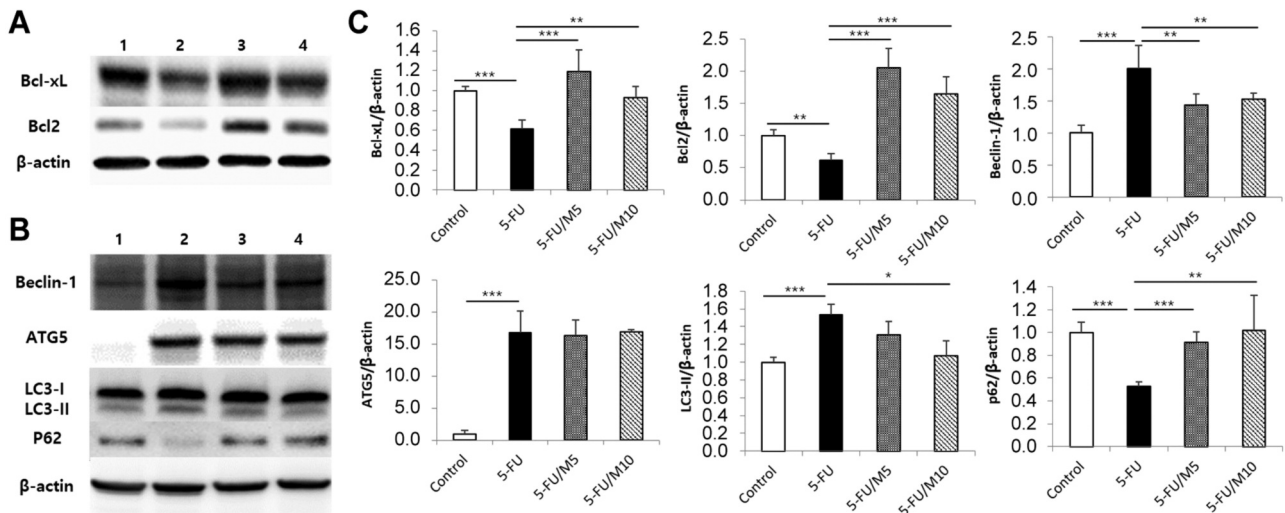 A
1 2 3 4
Bcl-xL
Bcl2
β-actin
B
1 2 3 4
Beclin-1
ATG5
LC3-I
LC3-II
P62
β-actin
C
Bcl-xL/β-actin
1.6
1.4
1.2
1.0
0.8
0.6
0.4
0.2
0.0
*** *** **
Control 5-FU 5-FU/M5 5-FU/M10
Bcl2/β-actin
2.5
2.0
1.5
1.0
0.5
0.0
** *** ***
Control 5-FU 5-FU/M5 5-FU/M10
Beclin-1/β-actin
2.5
2.0
1.5
1.0
0.5
0.0
*** ** **
Control 5-FU 5-FU/M5 5-FU/M10
ATG5/β-actin
25.0
20.0
15.0
10.0
5.0
0.0
***
Control 5-FU 5-FU/M5 5-FU/M10
LC3-II/β-actin
1.8
1.6
1.4
1.2
1.0
0.8
0.6
0.4
0.2
0.0
*** *
Control 5-FU 5-FU/M5 5-FU/M10
p62/β-actin
1.4
1.2
1.0
0.8
0.6
0.4
0.2
0.0
*** *** **
Control 5-FU 5-FU/M5 5-FU/M10